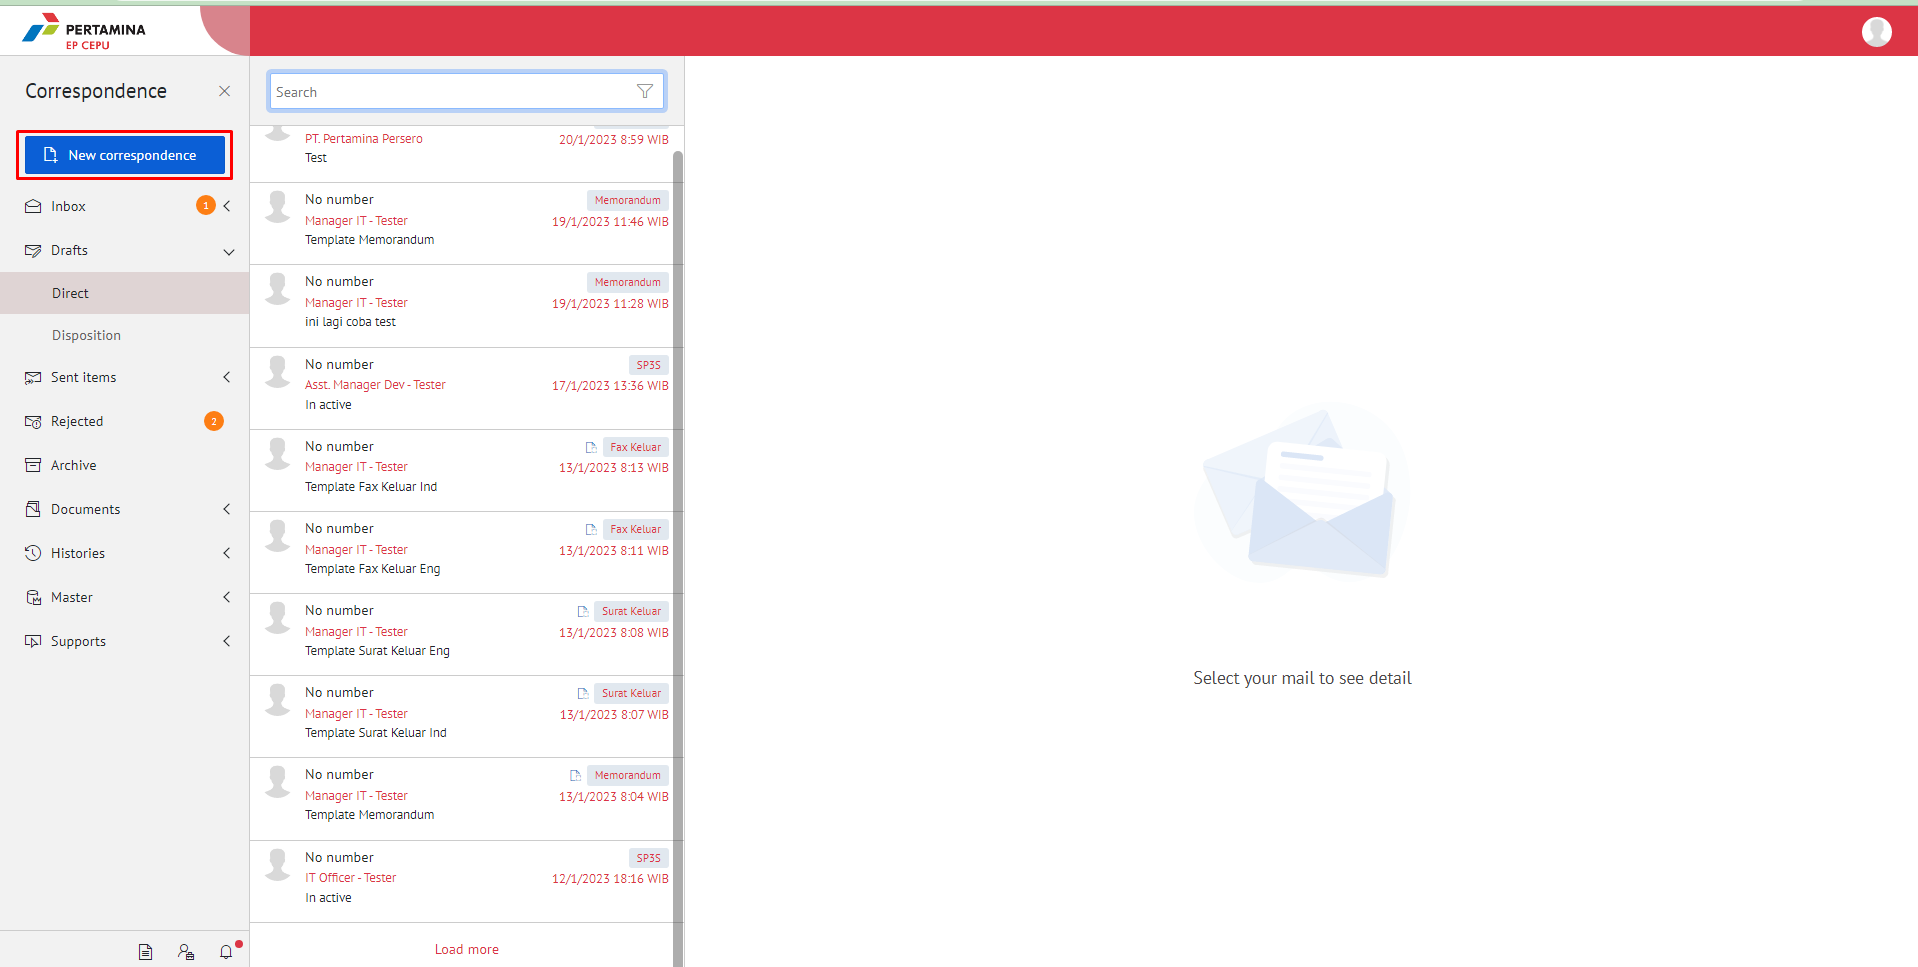 PERTAMINA
EP CEPU
Correspondence
New correspondence
Inbox
1
Drafts
Direct
Disposition
Sent items
Rejected
2
Archive
Documents
Histories
Master
Supports
Search
PT. Pertamina Persero
20/1/2023 8:59 WIB
Test
No number
Memorandum
Manager IT - Tester
19/1/2023 11:46 WIB
Template Memorandum
No number
Memorandum
Manager IT - Tester
19/1/2023 11:28 WIB
ini lagi coba test
No number
SP3S
Asst. Manager Dev - Tester
17/1/2023 13:36 WIB
In active
No number
Fax Keluar
Manager IT - Tester
13/1/2023 8:13 WIB
Template Fax Keluar Ind
No number
Fax Keluar
Manager IT - Tester
13/1/2023 8:11 WIB
Template Fax Keluar Eng
No number
Surat Keluar
Manager IT - Tester
13/1/2023 8:08 WIB
Template Surat Keluar Eng
No number
Surat Keluar
Manager IT - Tester
13/1/2023 8:07 WIB
Template Surat Keluar Ind
No number
Memorandum
Manager IT - Tester
13/1/2023 8:04 WIB
Template Memorandum
No number
SP3S
IT Officer - Tester
12/1/2023 18:16 WIB
In active
Load more
Select your mail to see detail